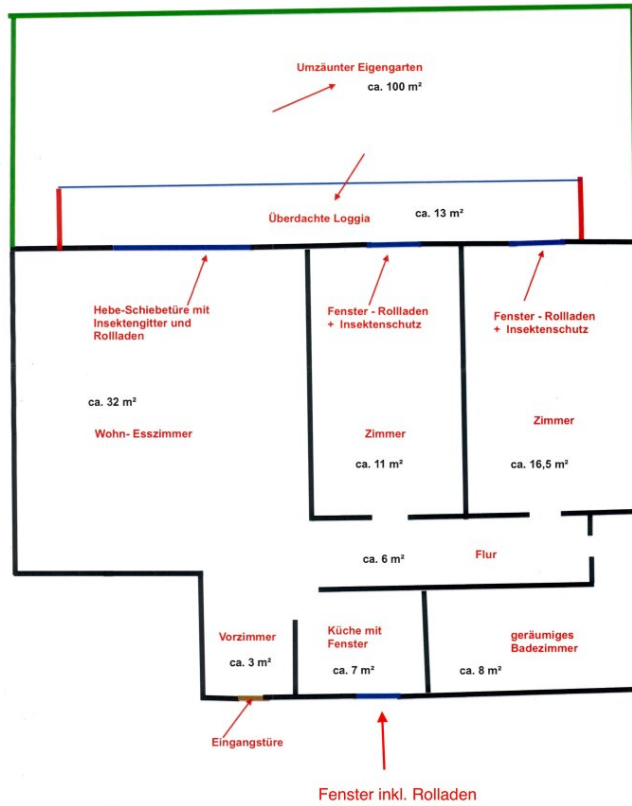 Umzäunter Eigengarten
ca. 100 m²
Überdachte Loggia
ca. 13 m²
Hebe-Schiebetüre mit
Insektengitter und
Rollladen
Fenster - Rollladen
+ Insektenschutz
Fenster - Rollladen
+ Insektenschutz
ca. 32 m²
Wohn- Esszimmer
Zimmer
ca. 11 m²
Zimmer
ca. 16,5 m²
ca. 6 m²
Flur
Vorzimmer
ca. 3 m²
Küche mit
Fenster
ca. 7 m²
geräumiges
Badezimmer
ca. 8 m²
Eingangstüre
Fenster inkl. Rolladen